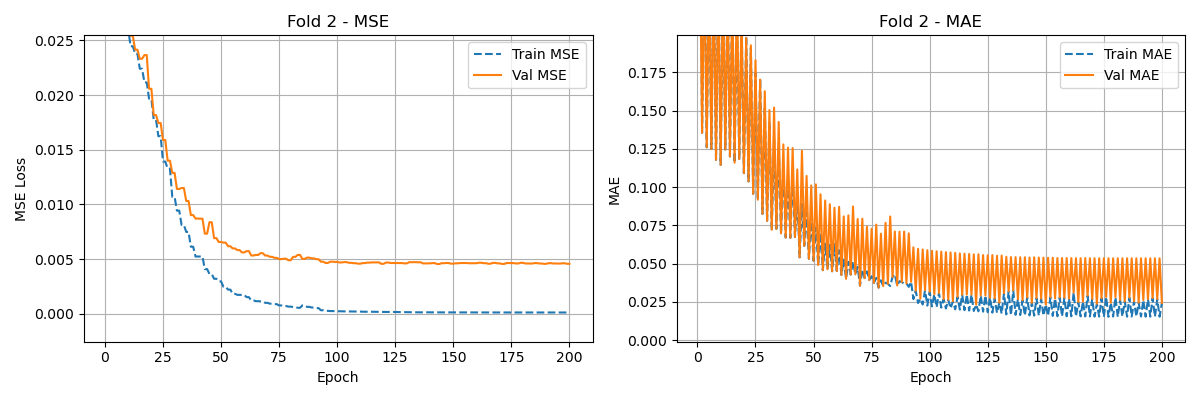 Fold 2 - MSE
MSE Loss
0.025
0.020
0.015
0.010
0.005
0.000
Train MSE
Val MSE
0 25 50 75 100 125 150 175 200
Epoch
Fold 2 - MAE
MAE
0.175
0.150
0.125
0.100
0.075
0.050
0.025
0.000
Train MAE
Val MAE
0 25 50 75 100 125 150 175 200
Epoch